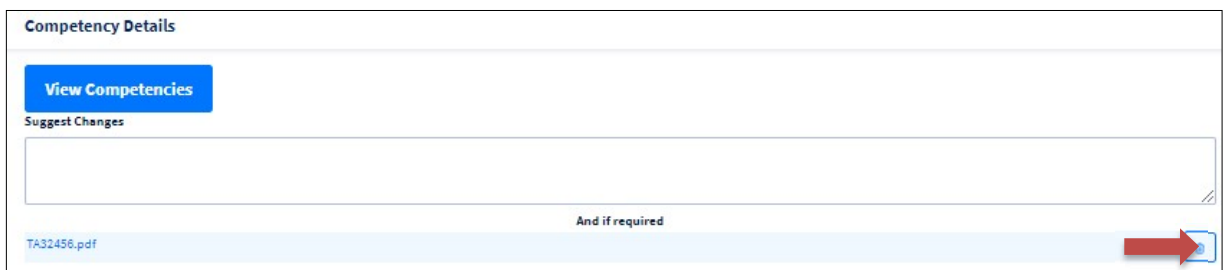 Competency Details
View Competencies
Suggest Changes
And if required
TA32456.pdf